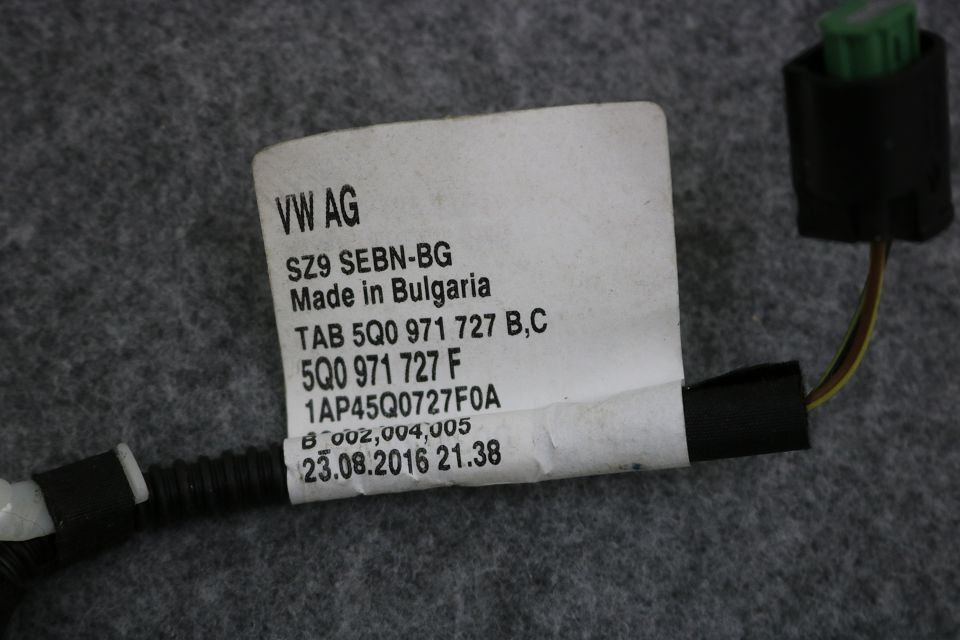 VW AG
SZ9 SEBN-BG
Made in Bulgaria
TAB 5Q0 971 727 B,C
5Q0 971 727 F
1AP45Q0727F0A
B_002,004,005
23.08.2016 21.38